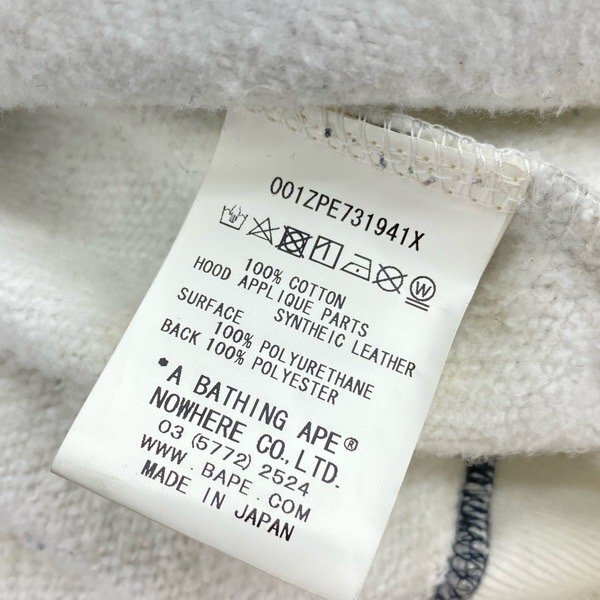 001ZPE731941X
W
100% COTTON
HOOD APPLIQUE PARTS
SYNTHEIC LEATHER
SURFACE
100% POLYURETHANE
BACK 100% POLYESTER
*A BATHING APE®
NOWHERE CO.,LTD.
03 (5772) 2524
WWW.BAPE.COM
MADE IN JAPAN